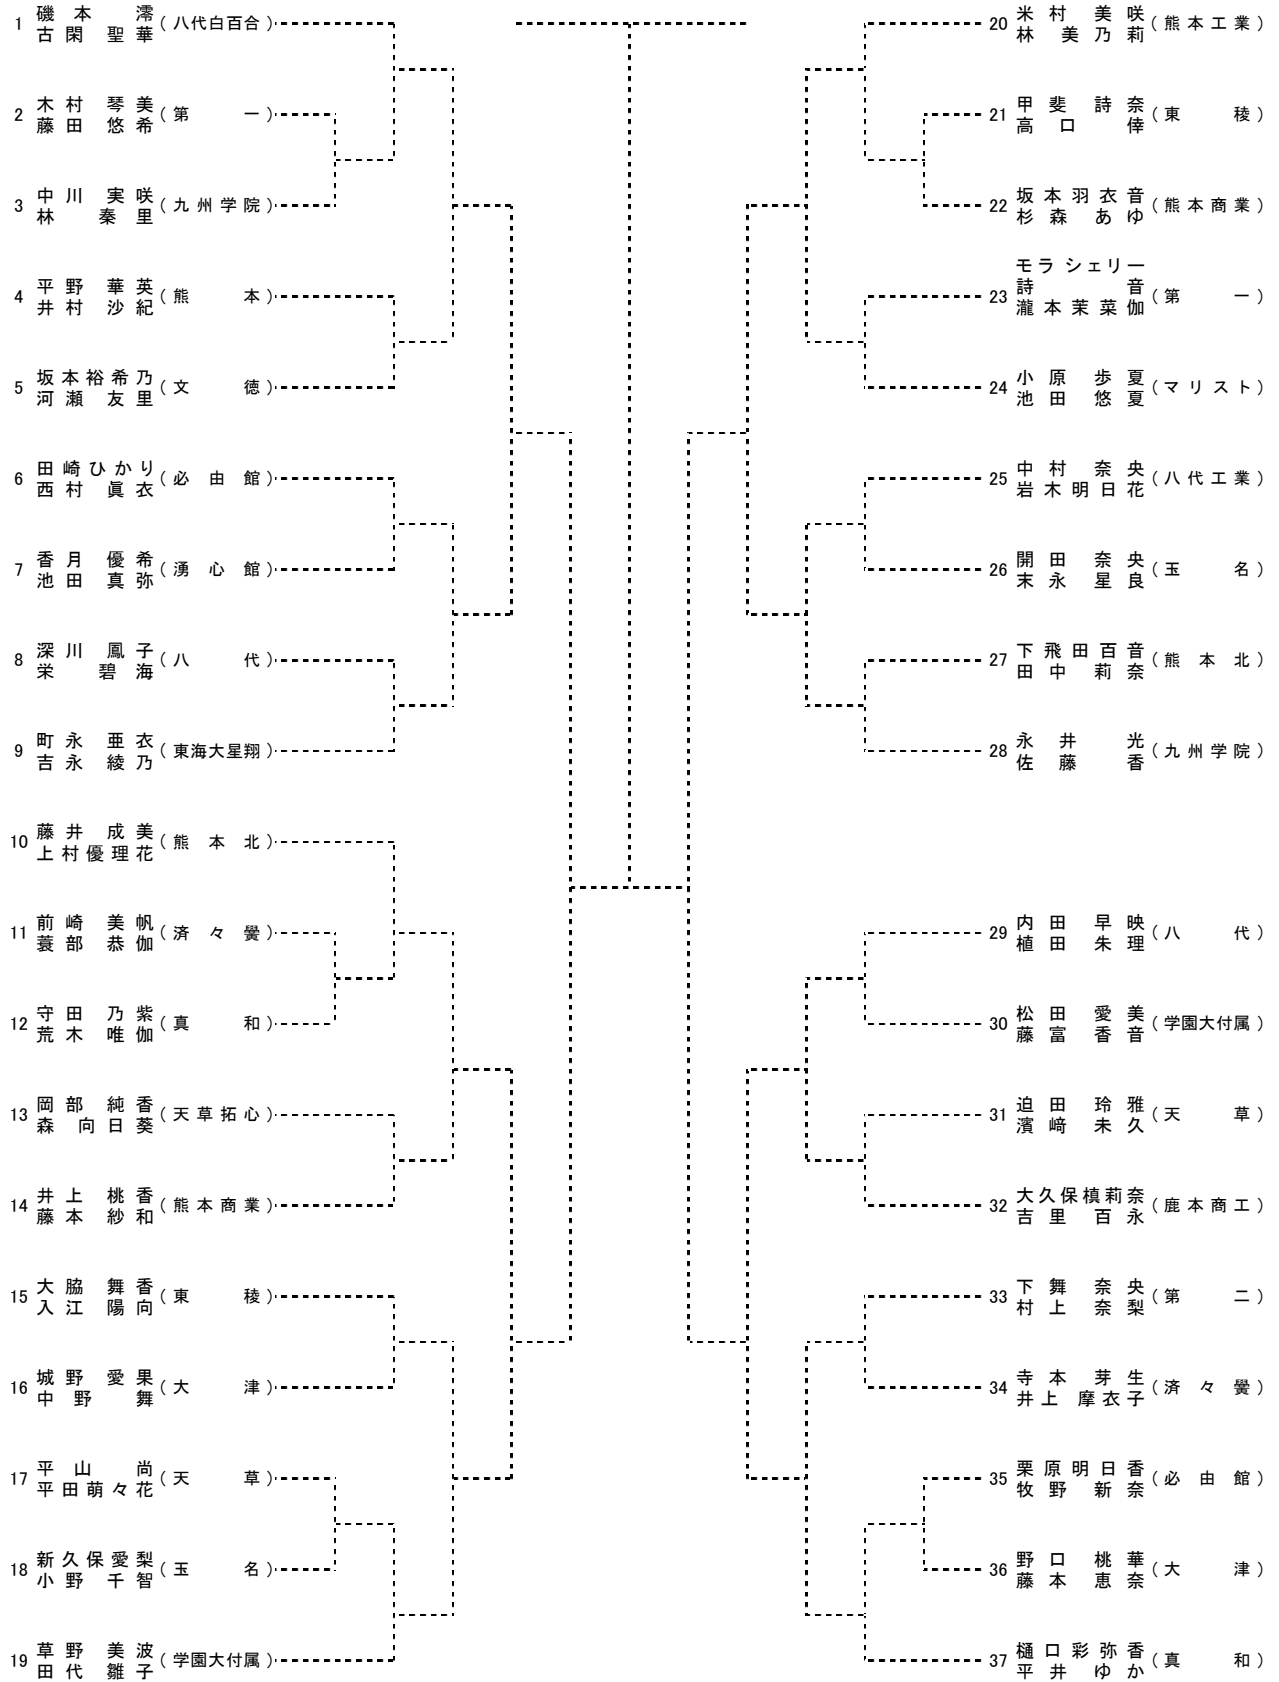 1 磯本 澪 (八代白百合)
古閑 聖華
2 木村 琴美 (第一)
藤田 悠希
3 中川 実咲 (九州学院)
林 秦里
4 平野 華英 (熊本)
井村 沙紀
5 坂本裕希乃 (文徳)
河瀬 友里
6 田崎ひかり (必由館)
西村 眞衣
7 香月 優希 (湧心館)
池田 真弥
8 深川 鳳子 (八代)
栄 碧海
9 町永 亜衣 (東海大星翔)
吉永 綾乃
10 藤井 成美 (熊本北)
上村優理花
11 前崎 美帆 (済々黌)
蓑部 恭伽
12 守田 乃紫 (真和)
荒木 唯伽
13 岡部 純香 (天草拓心)
森 向日葵
14 井上 桃香 (熊本商業)
藤本 紗和
15 大脇 舞香 (東稜)
入江 陽向
16 城野 愛果 (大津)
中野 舞
17 平山 尚 (天草)
平田萌々花
18 新久保愛梨 (玉名)
小野 千智
19 草野 美波 (学園大付属)
田代 雛子
20 米村 美咲 (熊本工業)
林 美乃莉
21 甲斐 詩奈 (東稜)
高口 倖
22 坂本羽衣音 (熊本商業)
杉森 あゆ
モラ シェリー
23 詩音 (第一)
瀧本茉菜伽
24 小原 歩夏 (マリスト)
池田 悠夏
25 中村 奈央 (八代工業)
岩木明日花
26 開田 奈央 (玉名)
末永 星良
27 下飛田百音 (熊本北)
田中 莉奈
28 永井 光 (九州学院)
佐藤 香
29 内田 早映 (八代)
植田 朱理
30 松田 愛美 (学園大付属)
藤富 香音
31 迫田 玲雅 (天草)
濱﨑 未久
32 大久保槙莉奈 (鹿本商工)
吉里 百永
33 下舞 奈央 (第二)
村上 奈梨
34 寺本 芽生 (済々黌)
井上 摩衣子
35 栗原明日香 (必由館)
牧野 新奈
36 野口 桃華 (大津)
藤本 恵奈
37 樋口彩弥香 (真和)
平井 ゆか